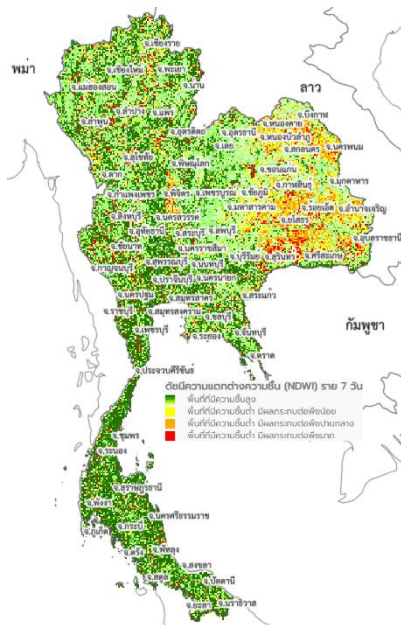 จ.เชียงราย
พม่า
จ.เชียงใหม่
จ.พะเยา
จ.แม่ฮ่องสอน
จ.น่าน
ลาว
จ.ลำปาง
จ.แพร่
จ.บึงกาฬ
จ.ลำพูน
จ.หนองคาย
จ.อุตรดิตถ์
จ.อุดรธานี
จ.หนองบัวลำภู
จ.เลย
จ.สกลนคร
จ.นครพนม
จ.สุโขทัย
จ.พิษณุโลก
จ.ขอนแก่น
จ.ตาก
จ.มุกดาหาร
จ.กำแพงเพชร
จ.พิจิตร
จ.เพชรบูรณ์
จ.ชัยภูมิ
จ.กาฬสินธุ์
จ.มหาสารคาม
จ.ร้อยเอ็ด
จ.อำนาจเจริญ
จ.สิงหบุรี
จ.นครสวรรค์
จ.ยโสธร
จ.อุทัยธานี
จ.สระบุรี
จ.ลพบุรี
จ.อุบลราชธานี
จ.ชัยนาท
จ.นครราชสีมา
จ.บุรีรัมย์
จ.สุรินทร์
จ.ศรีสะเกษ
จ.สุพรรณบุรี
จ.นนทบุรี
จ.กาญจนบุรี
จ.ปราจีนบุรี
จ.นครนายก
จ.นครปฐม
จ.สมุทรสาคร
จ.สระแก้ว
จ.ราชบุรี
จ.สมุทรสงคราม
จ.ชลบุรี
กัมพูชา
จ.เพชรบุรี
จ.ระยอง
จ.จันทบุรี
จ.ตราด
จ.ประจวบคีรีขันธ์
ดัชนีความแตกต่างความชื้น (NDWI) ราย 7 วัน
พื้นที่ที่มีความชื้นสูง
พื้นที่ที่มีความชื้นต่ำ มีผลกระทบต่อพืชน้อย
พื้นที่ที่มีความชื้นต่ำ มีผลกระทบต่อพืชปานกลาง
พื้นที่ที่มีความชื้นต่ำ มีผลกระทบต่อพืชมาก
จ.ชุมพร
จ.ระนอง
จ.สุราษฎร์ธานี
จ.พังงา
จ.นครศรีธรรมราช
จ.กระบี่
จ.ภูเก็ต
จ.ตรัง
จ.พัทลุง
จ.สงขลา
จ.สตูล
จ.ปัตตานี
จ.ยะลา
จ.นราธิวาส